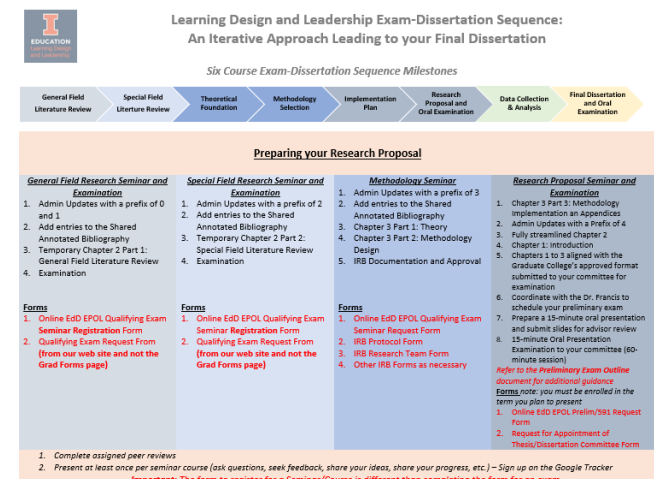 EDUCATION
Learning Design
and Leadership
Learning Design and Leadership Exam-Dissertation Sequence:
An Iterative Approach Leading to your Final Dissertation
Six Course Exam-Dissertation Sequence Milestones
General Field
Literature Review
Special Field
Literture Review
Theoretical
Foundation
Methodology
Selection
Implementation
Plan
Research
Proposal and
Oral Examination
Data Collection
& Analysis
Final Dissertation
and Oral
Examination
Preparing your Research Proposal
General Field Research Seminar and
Examination
1. Admin Updates with a prefix of 0
and 1
2. Add entries to the Shared
Annotated Bibliography
3. Temporary Chapter 2 Part 1:
General Field Literature Review
4. Examination
Forms
1. Online EdD EPOL Qualifying Exam
Seminar Registration Form
2. Qualifying Exam Request From
(from our web site and not the
Grad Forms page)
Special Field Research Seminar and
Examination
1. Admin Updates with a prefix of 2
2. Add entries to the Shared
Annotated Bibliography
3. Temporary Chapter 2 Part 2:
Special Field Literature Review
4. Examination
Forms
1. Online EdD EPOL Qualifying Exam
Seminar Registration Form
2. Qualifying Exam Request From
(from our web site and not the
Grad Forms page)
Methodology Seminar
1. Admin Updates with a prefix of 3
2. Add entries to the Shared
Annotated Bibliography
3. Chapter 3 Part 1: Theory
4. Chapter 3 Part 2: Methodology
Design
5. IRB Documentation and Approval
Forms
1. Online EdD EPOL Qualifying Exam
Seminar Request Form
2. IRB Protocol Form
3. IRB Research Team Form
4. Other IRB Forms as necessary
Research Proposal Seminar and
Examination
1. Chapter 3 Part 3: Methodology
Implementation an Appendices
2. Admin Updates with a Prefix of 4
3. Fully streamlined Chapter 2
4. Chapter 1: Introduction
5. Chapters 1 to 3 aligned with the
Graduate College's approved format
submitted to your committee for
examination
6. Coordinate with the Dr. Francis to
schedule your preliminary exam
7. Prepare a 15-minute oral presentation
and submit slides for advisor review
8. 15-minute Oral Presentation
Examination to your committee (60-
minute session)
Refer to the Preliminary Exam Outline
document for additional guidance
Forms note: you must be enrolled in the
term you plan to present
1. Online EdD EPOL Prelim/591 Request
Form
2. Request for Appointment of
Thesis/Dissertation Committee Form
1. Complete assigned peer reviews
2. Present at least once per seminar course (ask questions, seek feedback, share your ideas, share your progress, etc.) – Sign up on the Google Tracker
Important: The form to register for a Seminar/Course is different than completing the form for an exam